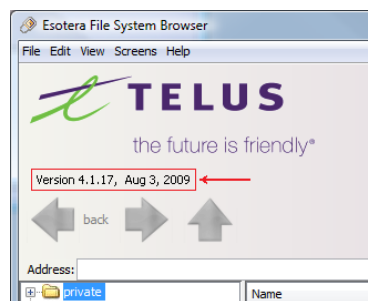 Esotera File System Browser
File Edit View Screens Help
TELUS
the future is friendly®
Version 4.1.17, Aug 3, 2009
back
Address:
private
Name